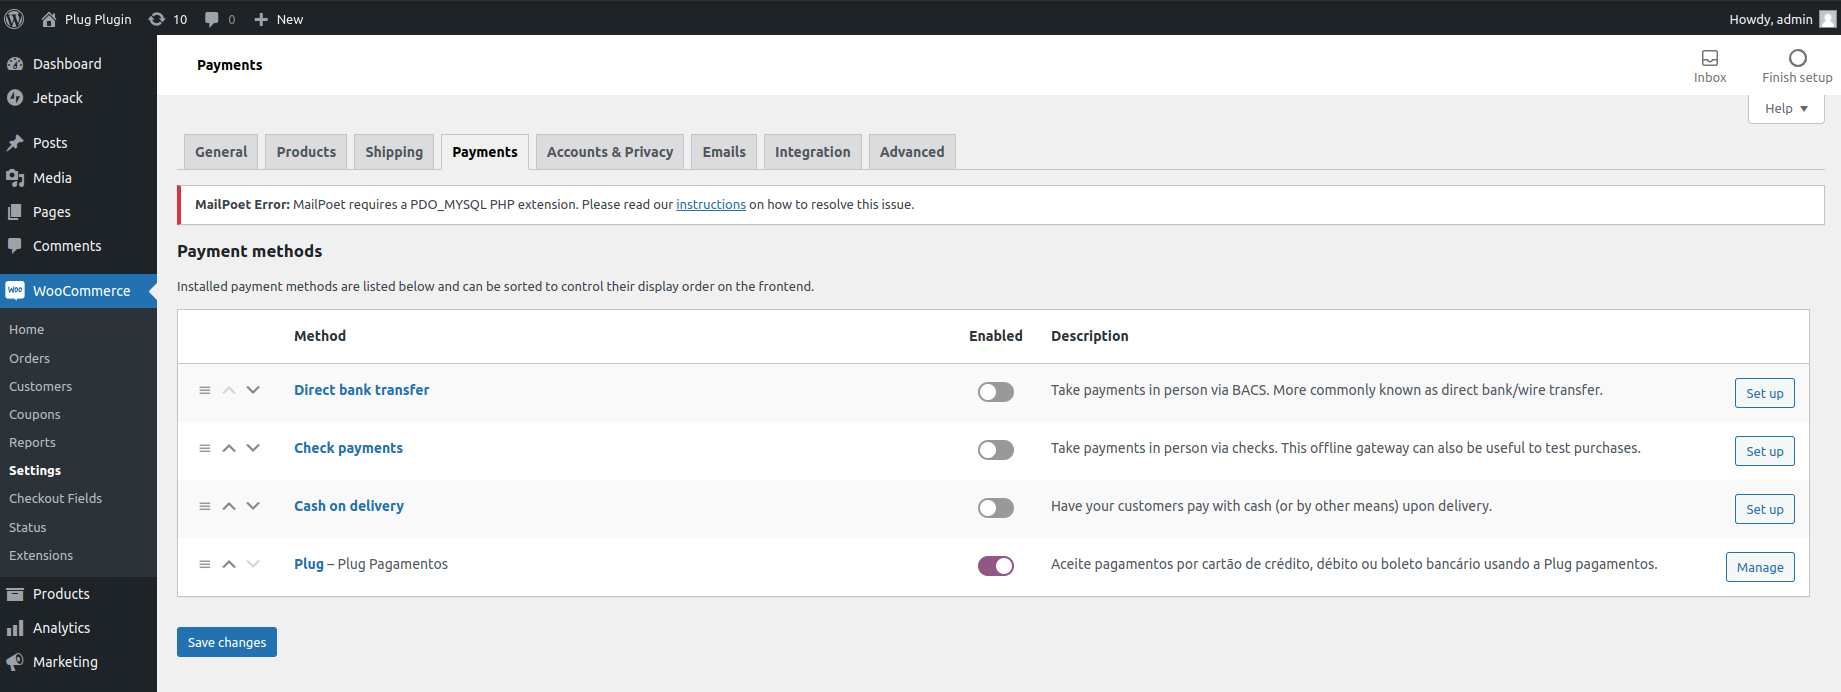 Plug Plugin 10 0 New Howdy, admin
Dashboard
Jetpack
Posts
Media
Pages
Comments
woo WooCommerce
Home
Orders
Customers
Coupons
Reports
Settings
Checkout Fields
Status
Extensions
Products
Analytics
Marketing
Payments
Inbox
Finish setup
Help
General Products Shipping Payments Accounts & Privacy Emails Integration Advanced
MailPoet Error: MailPoet requires a PDO_MYSQL PHP extension. Please read our instructions on how to resolve this issue.
Payment methods
Installed payment methods are listed below and can be sorted to control their display order on the frontend.
Method Enabled Description
Direct bank transfer Take payments in person via BACS. More commonly known as direct bank/wire transfer. Set up
Check payments Take payments in person via checks. This offline gateway can also be useful to test purchases. Set up
Cash on delivery Have your customers pay with cash (or by other means) upon delivery. Set up
Plug – Plug Pagamentos Aceite pagamentos por cartão de crédito, débito ou boleto bancário usando a Plug pagamentos. Manage
Save changes